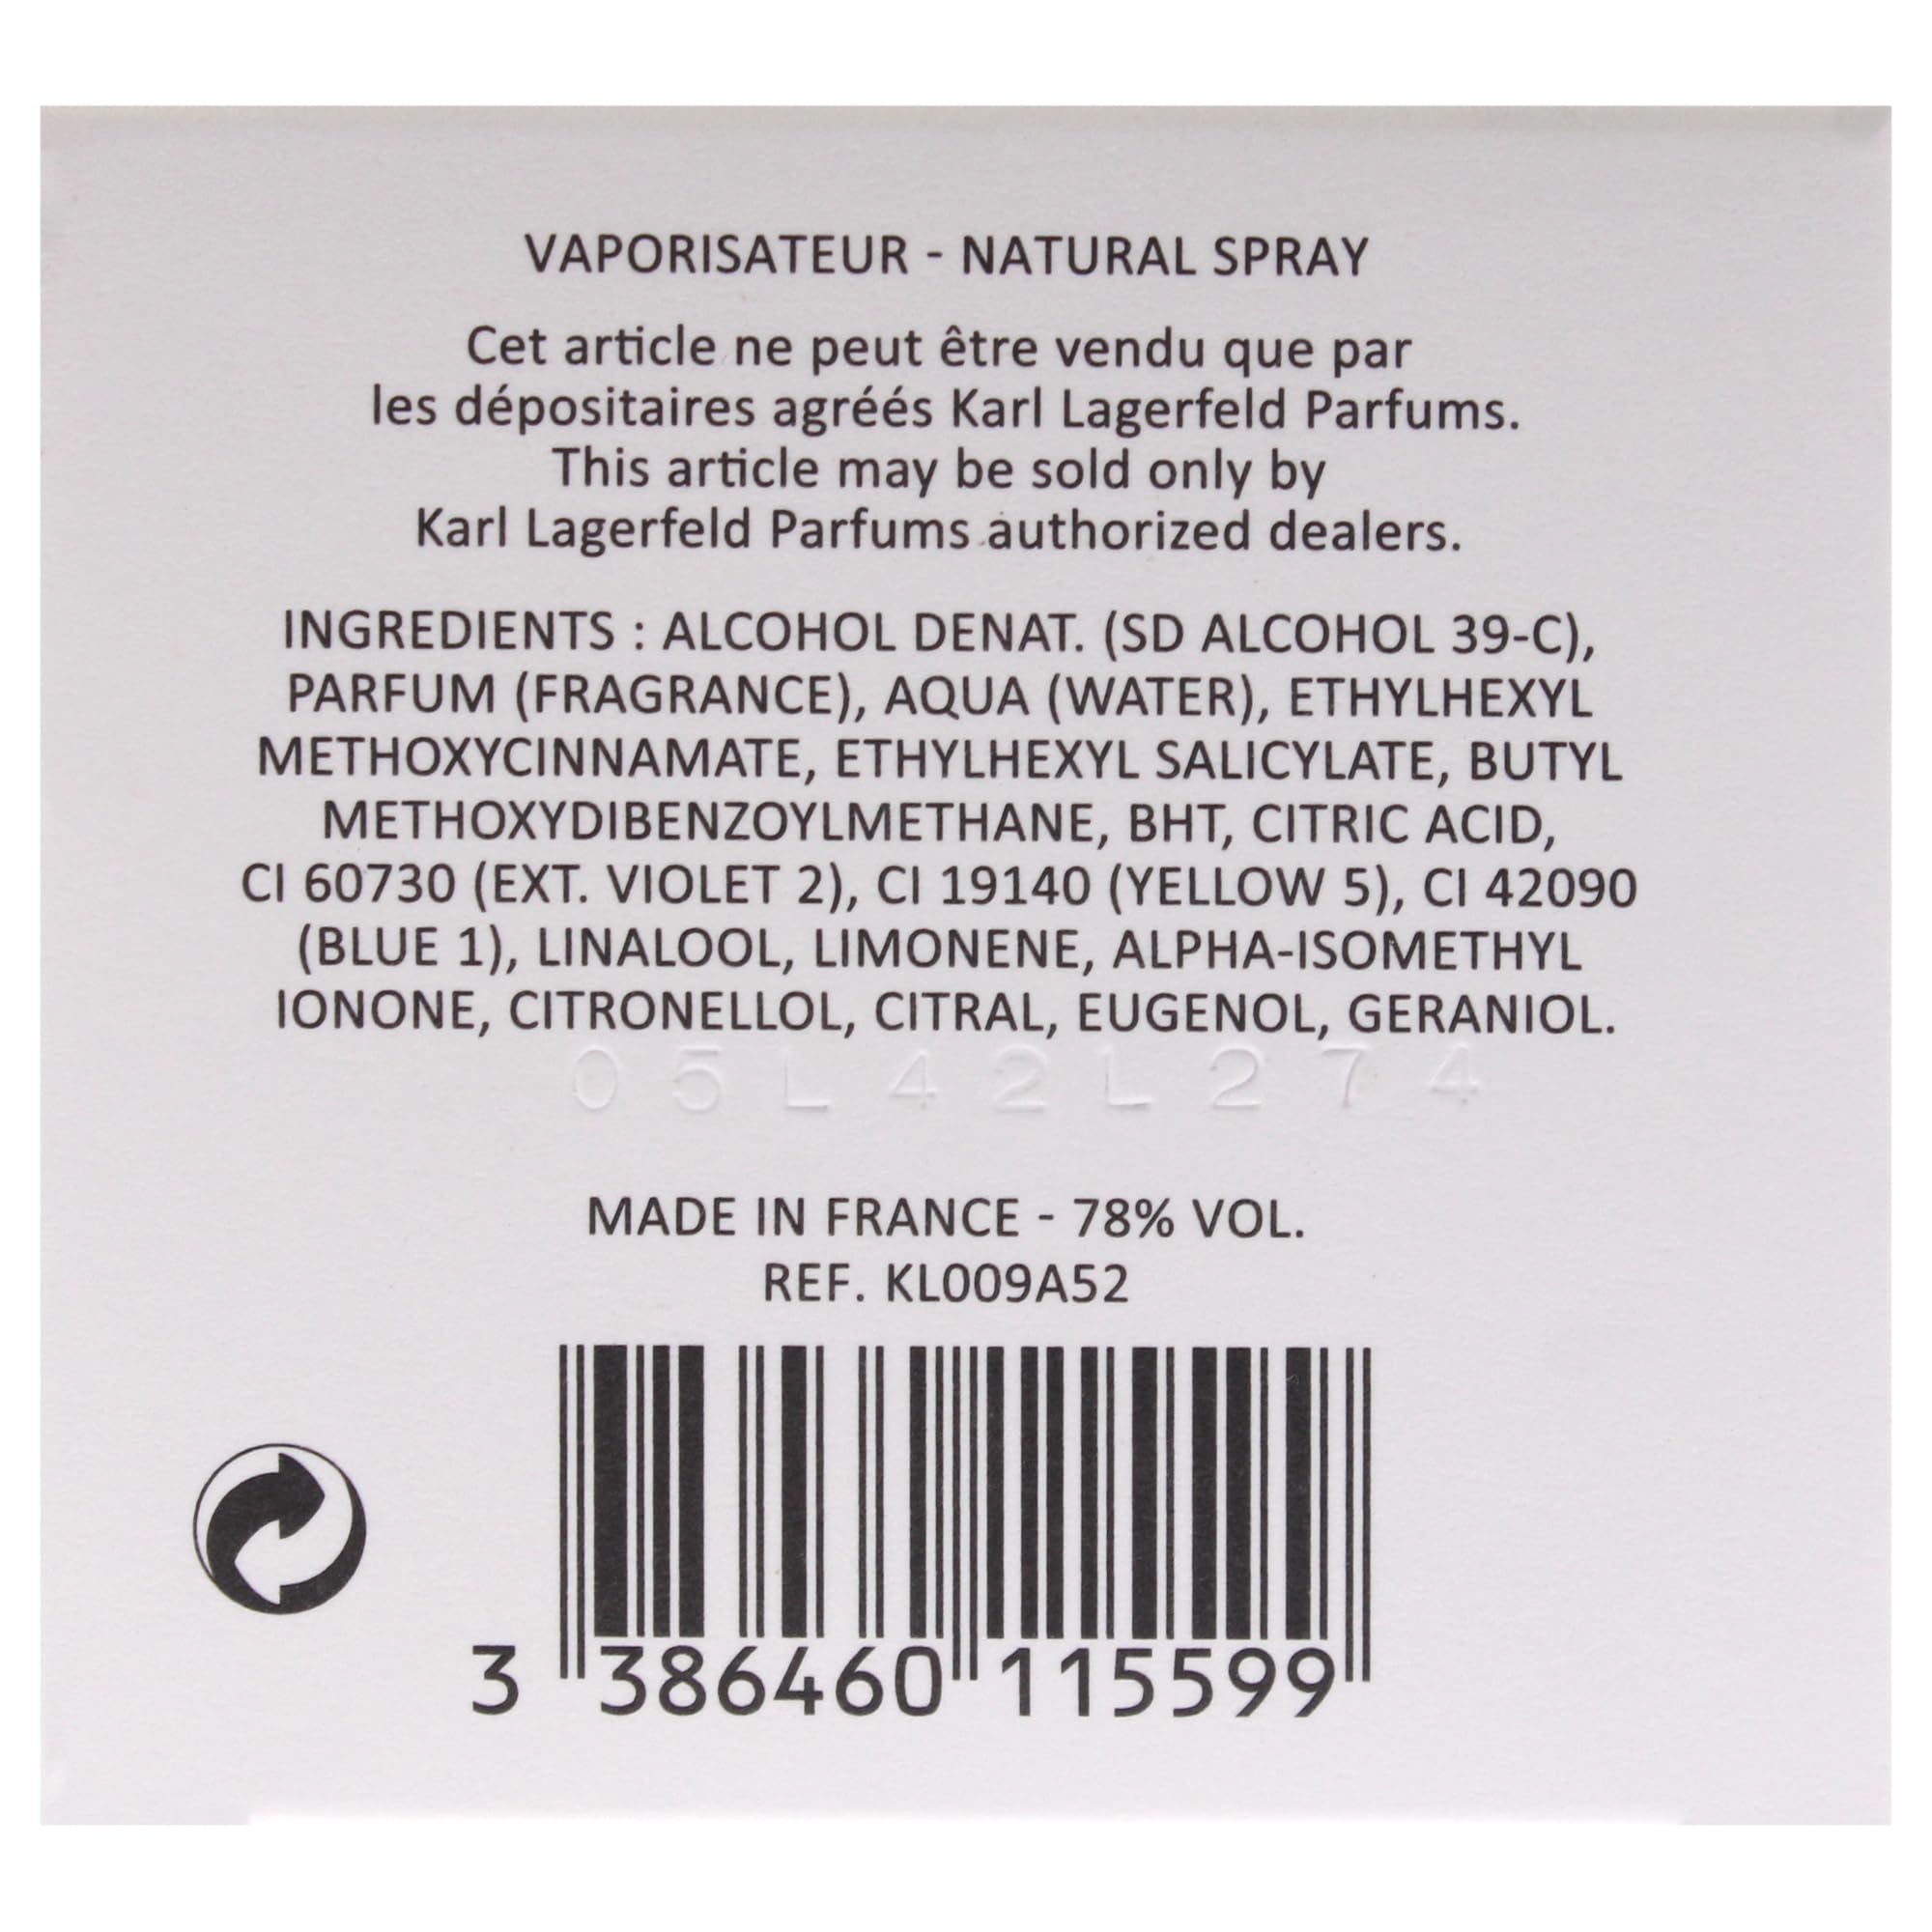 VAPORISATEUR - NATURAL SPRAY
Cet article ne peut être vendu que par
les dépositaires agréés Karl Lagerfeld Parfums.
This article may be sold only by
Karl Lagerfeld Parfums authorized dealers.
INGREDIENTS : ALCOHOL DENAT. (SD ALCOHOL 39-C),
PARFUM (FRAGRANCE), AQUA (WATER), ETHYLHEXYL
METHOXYCINNAMATE, ETHYLHEXYL SALICYLATE, BUTYL
METHOXYDIBENZOYLMETHANE, BHT, CITRIC ACID,
CI 60730 (EXT. VIOLET 2), CI 19140 (YELLOW 5), CI 42090
(BLUE 1), LINALOOL, LIMONENE, ALPHA-ISOMETHYL
IONONE, CITRONELLOL, CITRAL, EUGENOL, GERANIOL.
05L42L274
MADE IN FRANCE - 78% VOL.
REF. KL009A52
3 386460 115599